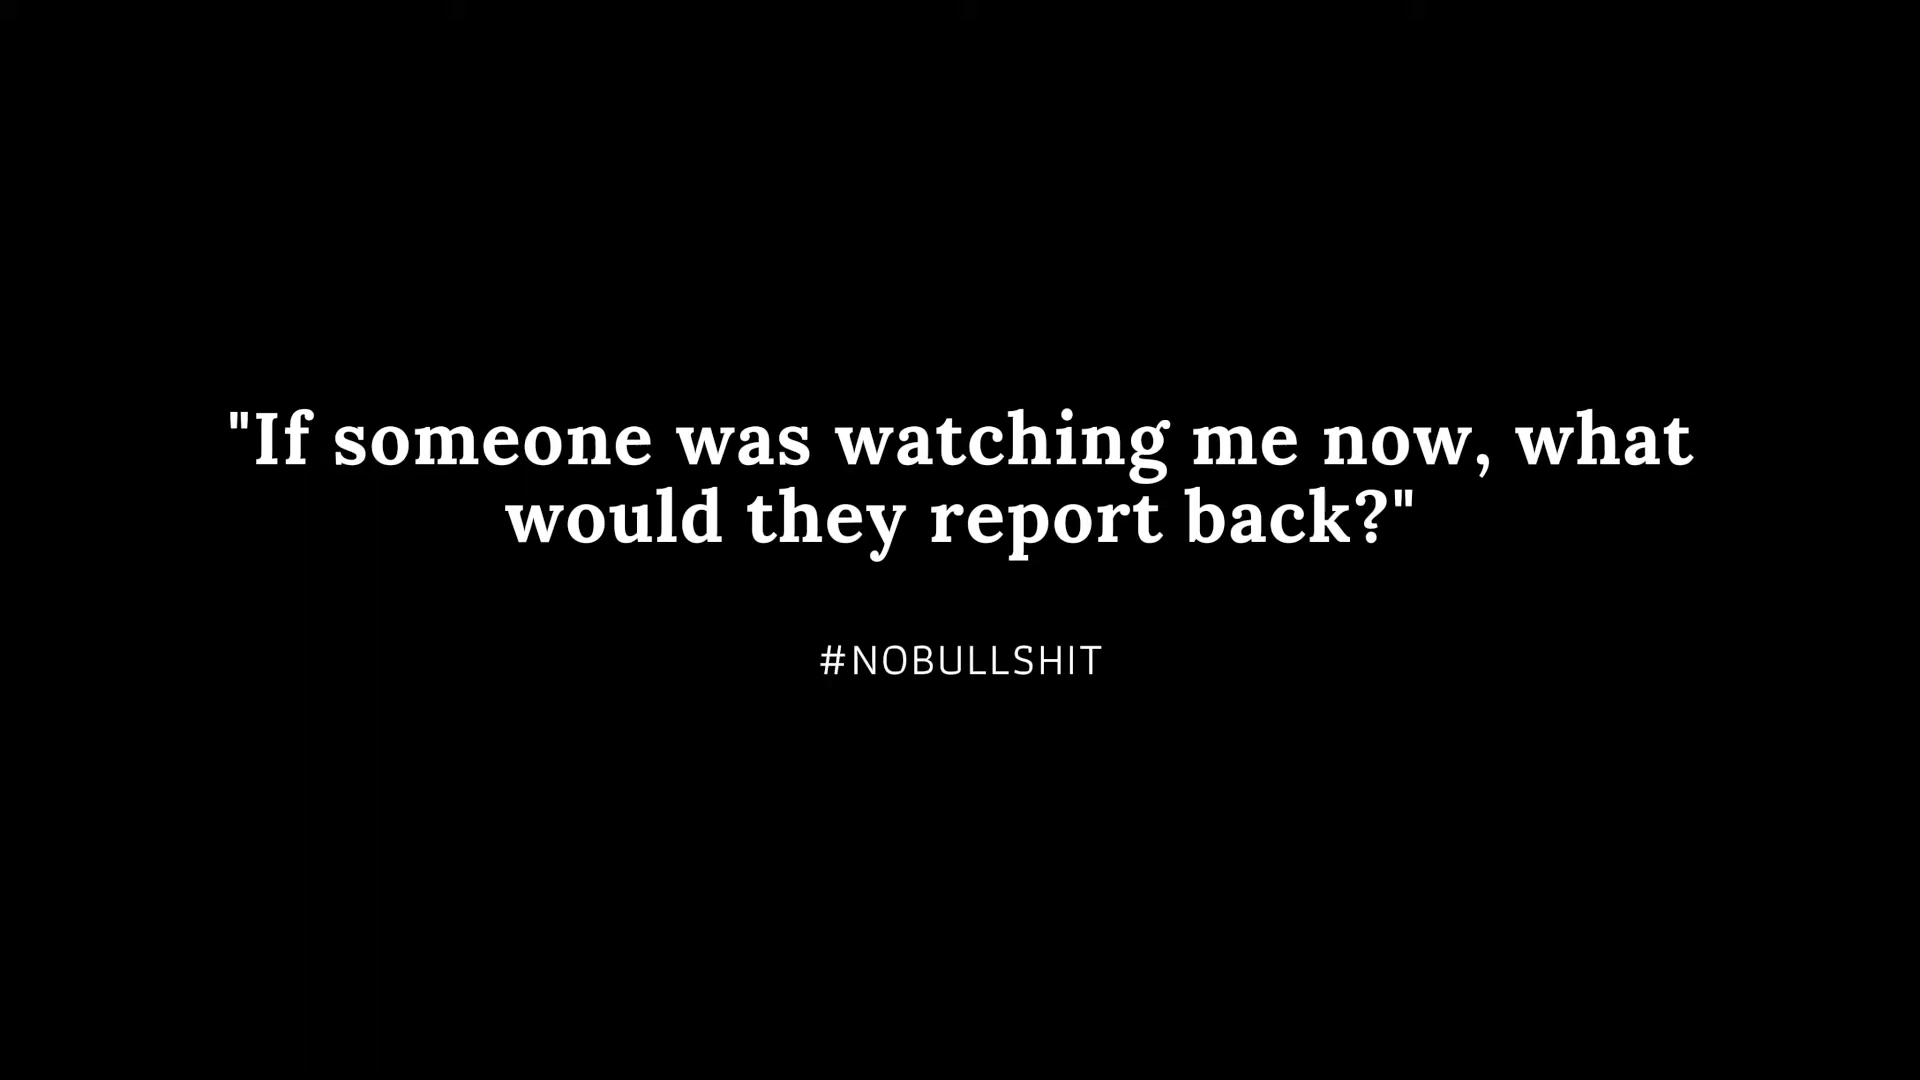 "If someone was watching me now, what
would they report back?"
#NOBULLSHIT